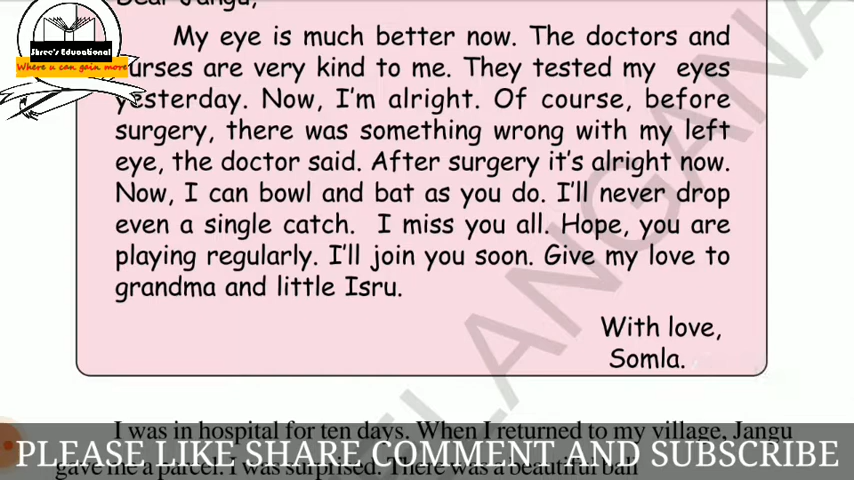 Dear Jangu,
Shree's Educational
Where u can gain more
My eye is much better now. The doctors and
nurses are very kind to me. They tested my eyes
yesterday. Now, I'm alright. Of course, before
surgery, there was something wrong with my left
eye, the doctor said. After surgery it's alright now.
Now, I can bowl and bat as you do. I'll never drop
even a single catch. I miss you all. Hope, you are
playing regularly. I'll join you soon. Give my love to
grandma and little Isru.
With love,
Somla.
TELANGANA
I was in hospital for ten days. When I returned to my village, Jangu
PLEASE LIKE SHARE COMMENT AND SUBSCRIBE
gave me a parcel. I was surprised. There was a beautiful ball